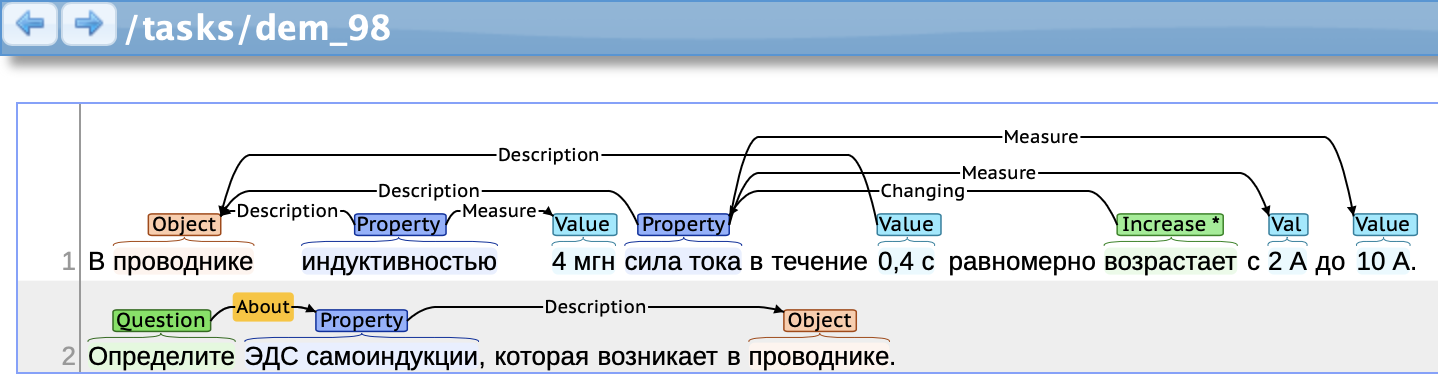 /tasks/dem_98
Measure
Description
Measure
Description
Changing
Object
Description
Property
Measure
Value
Property
Value
Increase *
Val
Value
1 В проводнике индуктивностью 4 мгн сила тока в течение 0,4 с равномерно возрастает с 2 А до 10 А.
About
Description
Question
Property
Object
2 Определите ЭДС самоиндукции, которая возникает в проводнике.